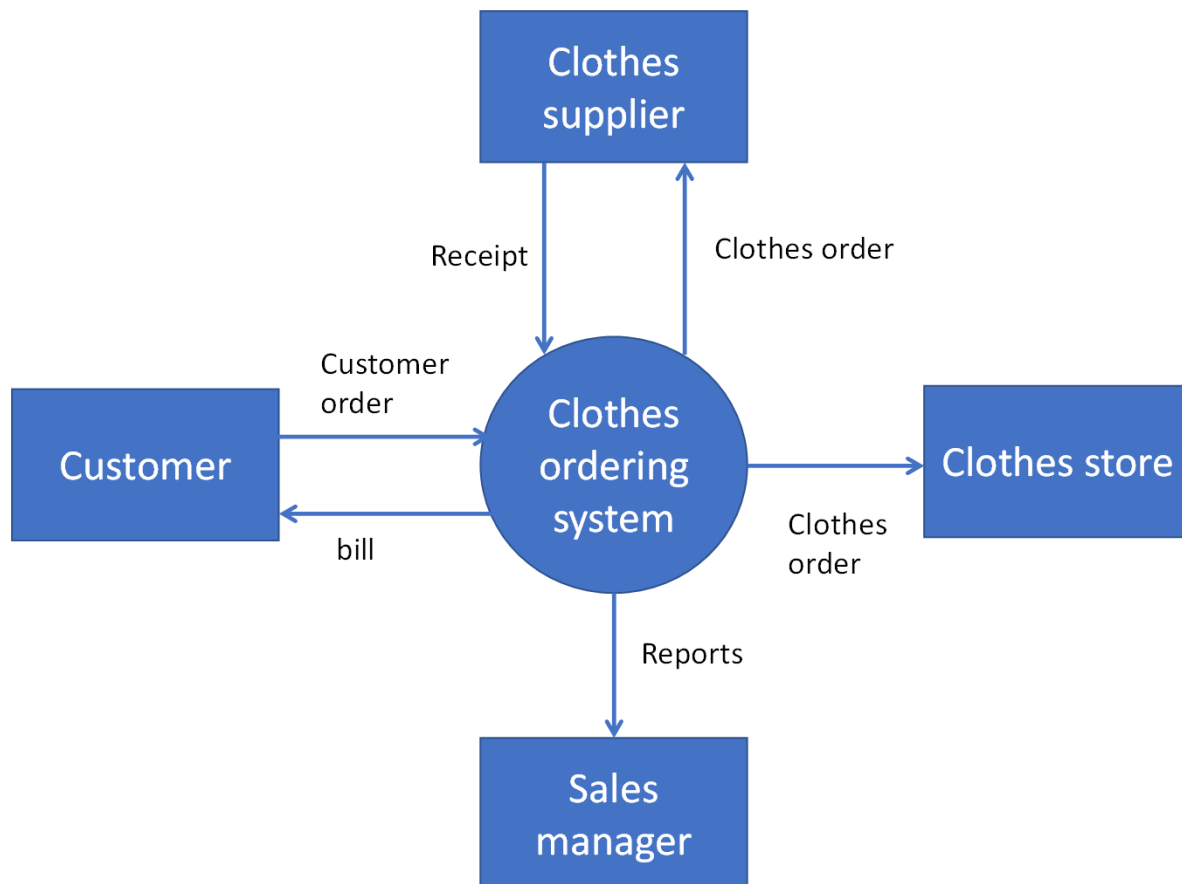 Clothes
supplier
Receipt
Clothes order
Customer
order
Customer
bill
Clothes
ordering
system
Clothes store
Clothes
order
Reports
Sales
manager